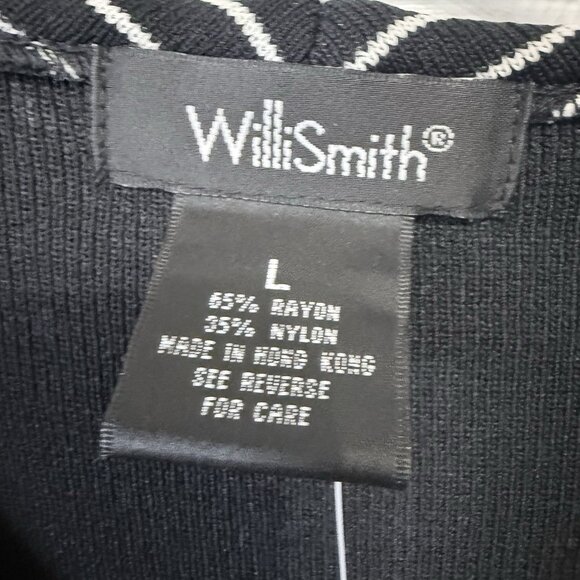 WilliSmith®
L
65% RAYON
35% NYLON
MADE IN HONG KONG
SEE REVERSE
FOR CARE